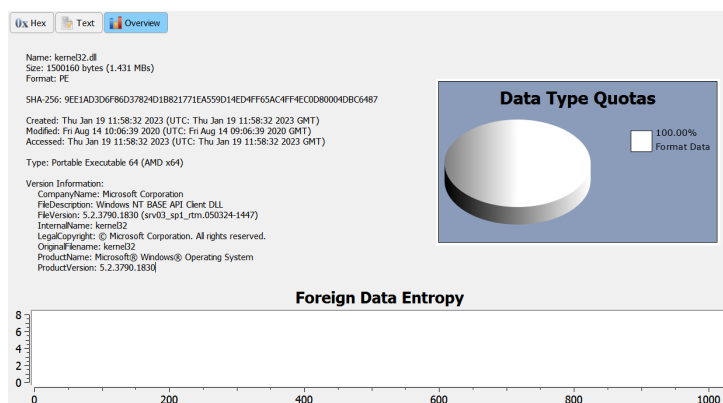 0x Hex
Text
Overview
Name: kernel32.dll
Size: 1500160 bytes (1.431 MBs)
Format: PE
SHA-256: 9EE1AD3D6F86D37824D1B821771EA559D14ED4FF65AC4FF4EC0D80004DBC6487
Created: Thu Jan 19 11:58:32 2023 (UTC: Thu Jan 19 11:58:32 2023 GMT)
Modified: Fri Aug 14 10:06:39 2020 (UTC: Fri Aug 14 09:06:39 2020 GMT)
Accessed: Thu Jan 19 11:58:32 2023 (UTC: Thu Jan 19 11:58:32 2023 GMT)
Type: Portable Executable 64 (AMD x64)
Version Information:
CompanyName: Microsoft Corporation
FileDescription: Windows NT BASE API Client DLL
FileVersion: 5.2.3790.1830 (srv03_sp1_rtm.050324-1447)
InternalName: kernel32
LegalCopyright: © Microsoft Corporation. All rights reserved.
OriginalFilename: kernel32
ProductName: Microsoft® Windows® Operating System
ProductVersion: 5.2.3790.1830
Data Type Quotas
100.00%
Format Data
Foreign Data Entropy
8
6
4
2
0
0 200 400 600 800 1000